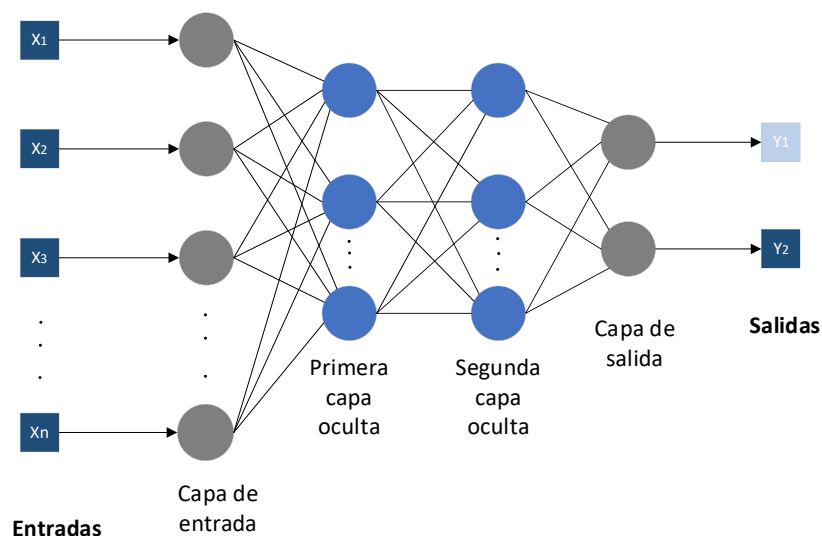 X1
X2
X3
Xn
Entradas
Capa de
entrada
Primera
capa
oculta
Segunda
capa
oculta
Capa de
salida
Y1
Y2
Salidas